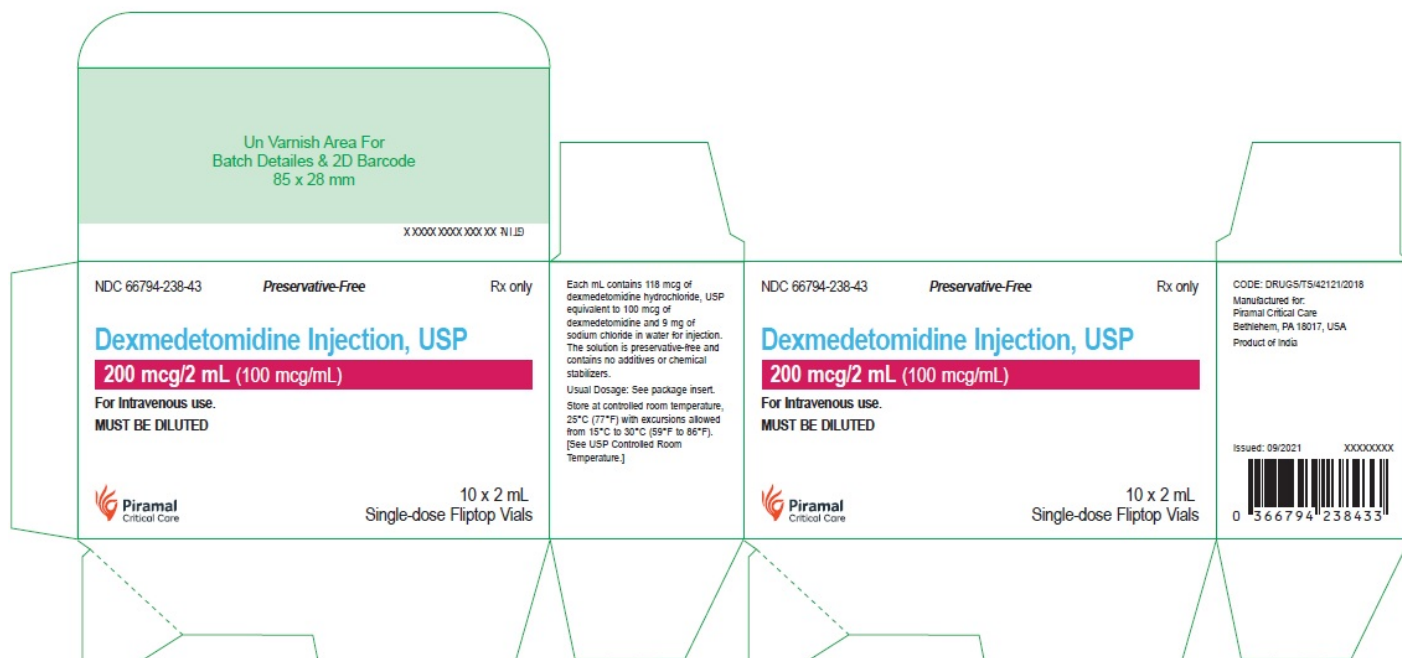 Un Varnish Area For
Batch Detailes & 2D Barcode
85 x 28 mm
GTIN: XX XXX XXXX XXXX X
NDC 66794-238-43 Preservative-Free Rx only
Dexmedetomidine Injection, USP
200 mcg/2 mL (100 mcg/mL)
For Intravenous use.
MUST BE DILUTED
Piramal
Critical Care
10 x 2 mL
Single-dose Fliptop Vials
Each mL contains 118 mcg of
dexmedetomidine hydrochloride, USP
equivalent to 100 mcg of
dexmedetomidine and 9 mg of
sodium chloride in water for injection.
The solution is preservative-free and
contains no additives or chemical
stabilizers.
Usual Dosage: See package insert.
Store at controlled room temperature,
25°C (77°F) with excursions allowed
from 15°C to 30°C (59°F to 86°F).
[See USP Controlled Room
Temperature.]
NDC 66794-238-43 Preservative-Free Rx only
Dexmedetomidine Injection, USP
200 mcg/2 mL (100 mcg/mL)
For Intravenous use.
MUST BE DILUTED
Piramal
Critical Care
10 x 2 mL
Single-dose Fliptop Vials
CODE: DRUGS/TS/42121/2018
Manufactured for:
Piramal Critical Care
Bethlehem, PA 18017, USA
Product of India
Issued: 09/2021 XXXXXXXX
0 366794 238433